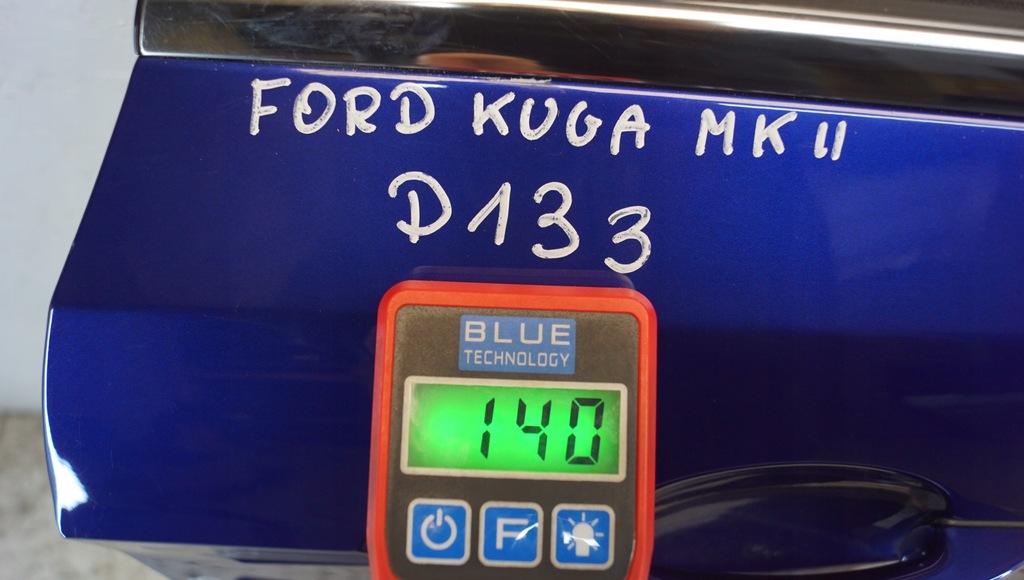 FORD KUGA MK II
D133
BLUE
TECHNOLOGY
140
F